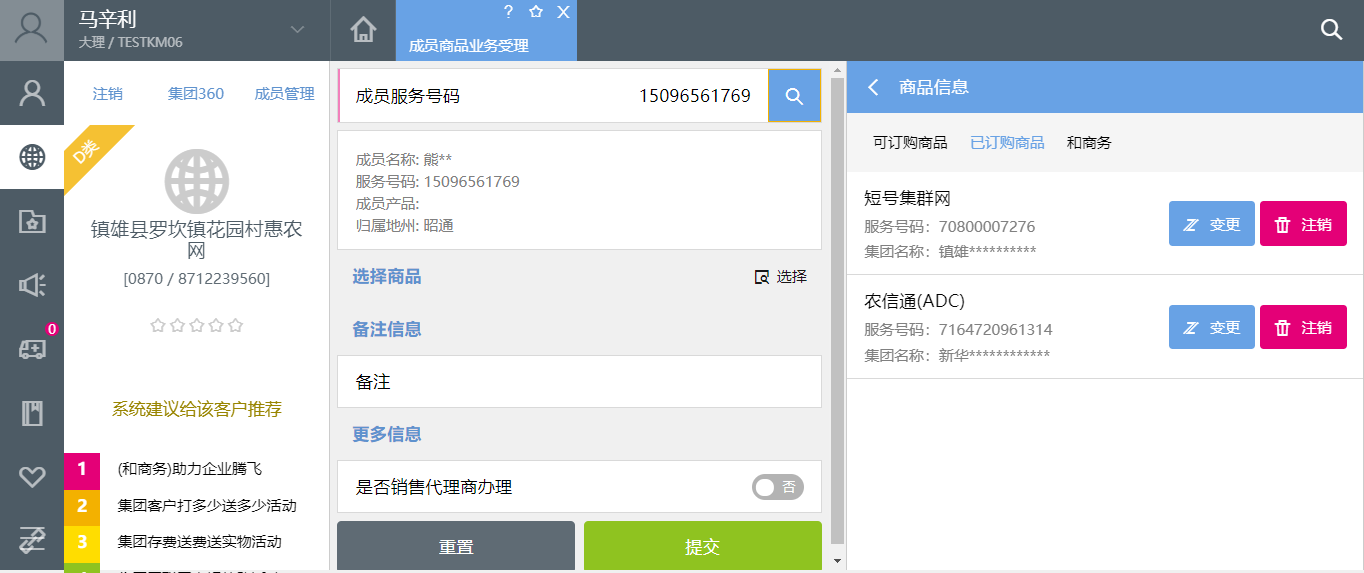 马辛利
大理 / TESTKM06
? X
成员商品业务受理
注销 集团360 成员管理
D类
镇雄县罗坎镇花园村惠农
网
[0870 / 8712239560]
0
系统建议给该客户推荐
1 (和商务)助力企业腾飞
2 集团客户打多少送多少活动
3 集团存费送费送实物活动
成员服务号码 15096561769
成员名称: 熊**
服务号码: 15096561769
成员产品:
归属地州: 昭通
选择商品 选择
备注信息
备注
更多信息
是否销售代理商办理 否
重置 提交
商品信息
可订购商品 已订购商品 和商务
短号集群网
服务号码：70800007276
集团名称：镇雄**********
变更 注销
农信通(ADC)
服务号码：7164720961314
集团名称：新华************
变更 注销